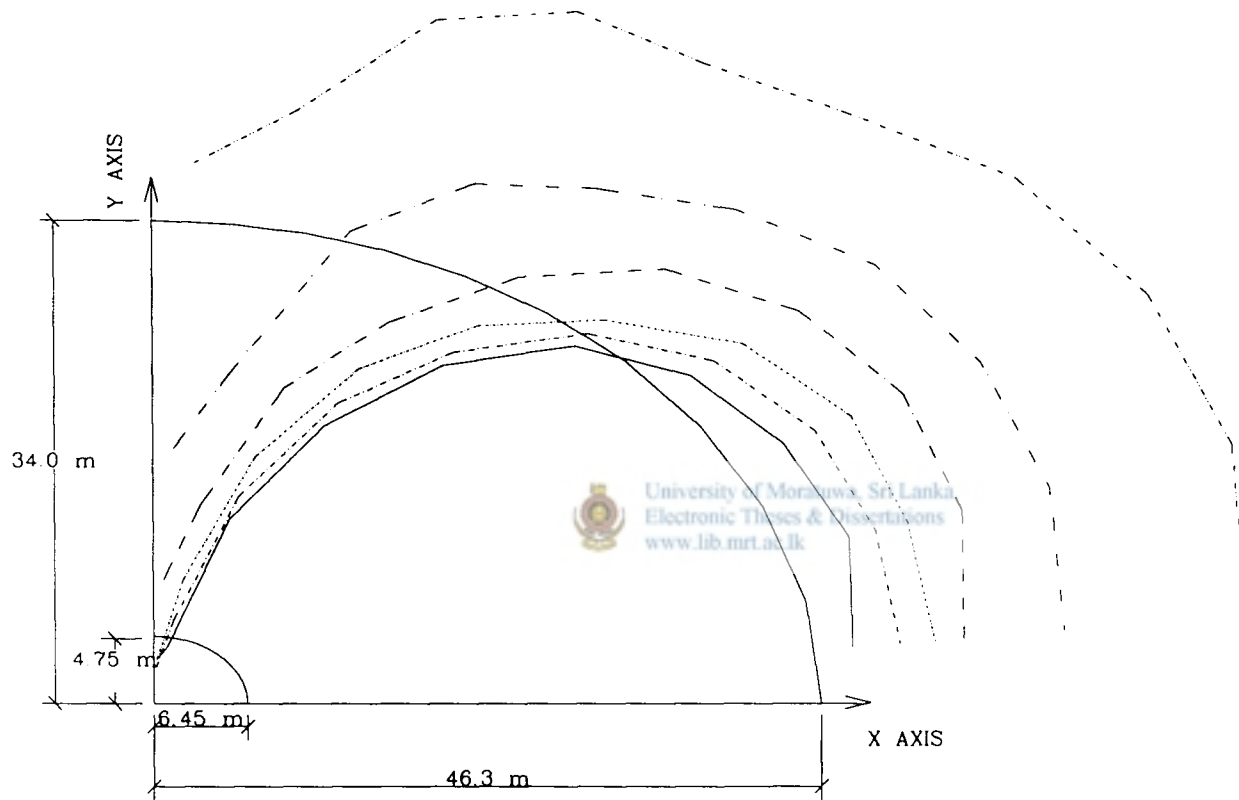 Y AXIS
34.0 m
University of Moratuwa, Sri Lanka
Electronic Theses & Dissertations
www.lib.mrt.ac.lk
4.75 m
6.45 m
X AXIS
46.3 m